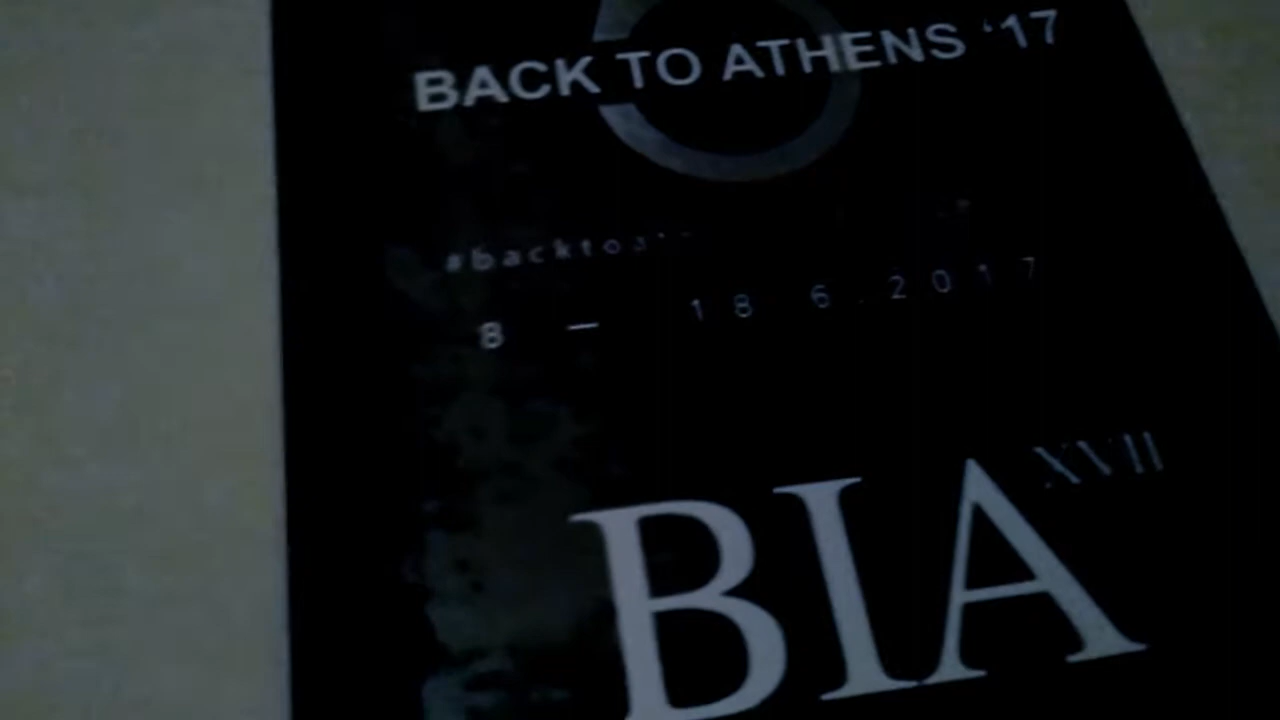 BACK TO ATHENS ‘17
8 — 18 6.2017
BIA XVII